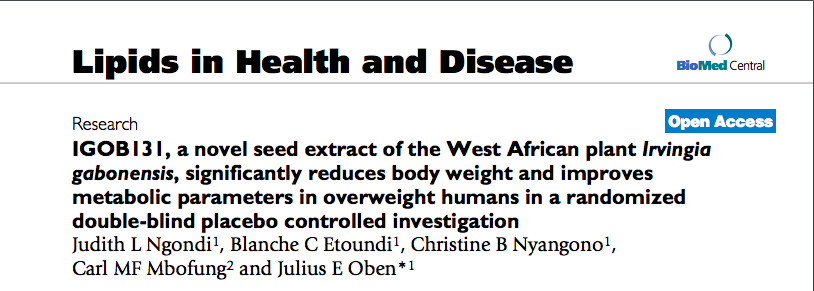 Lipids in Health and Disease
BioMed Central
Research
Open Access
IGOB131, a novel seed extract of the West African plant Irvingia
gabonensis, significantly reduces body weight and improves
metabolic parameters in overweight humans in a randomized
double-blind placebo controlled investigation
Judith L Ngondi¹, Blanche C Etoundi¹, Christine B Nyangono¹,
Carl MF Mbofung² and Julius E Oben*¹